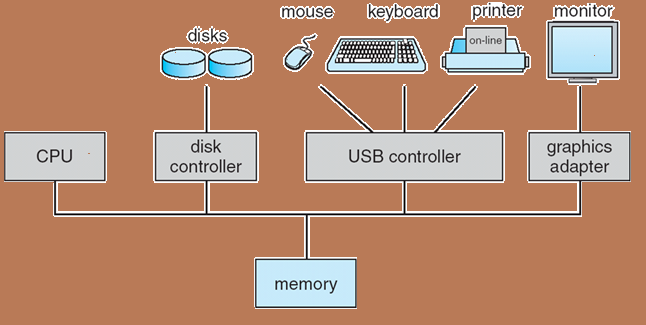 mouse
keyboard
printer
monitor
disks
on-line
CPU
disk
controller
USB controller
graphics
adapter
memory